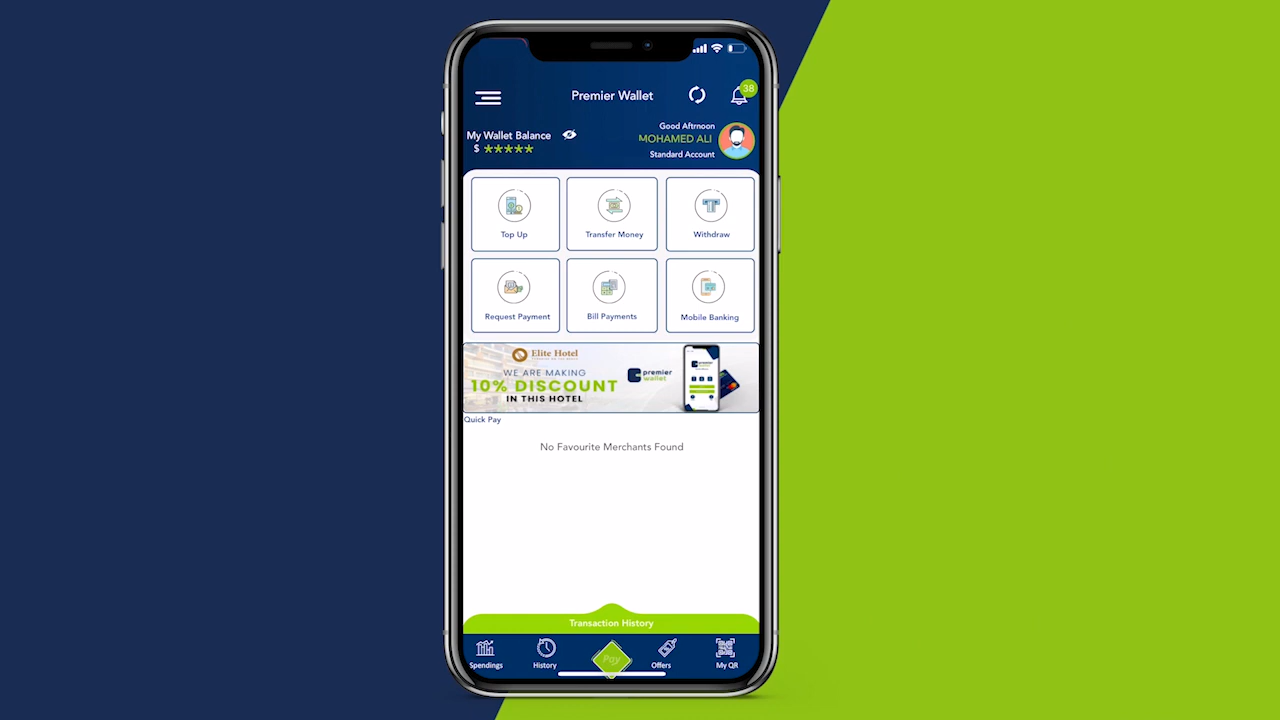 Premier Wallet
38
My Wallet Balance
$ *****
Good Aftrnoon
MOHAMED ALI
Standard Account
Top Up
Transfer Money
Withdraw
Request Payment
Bill Payments
Mobile Banking
Elite Hotel
WE ARE MAKING
10% DISCOUNT
IN THIS HOTEL
premier
wallet
premier
Quick Pay
No Favourite Merchants Found
Transaction History
Spendings
History
Pay
Offers
My QR